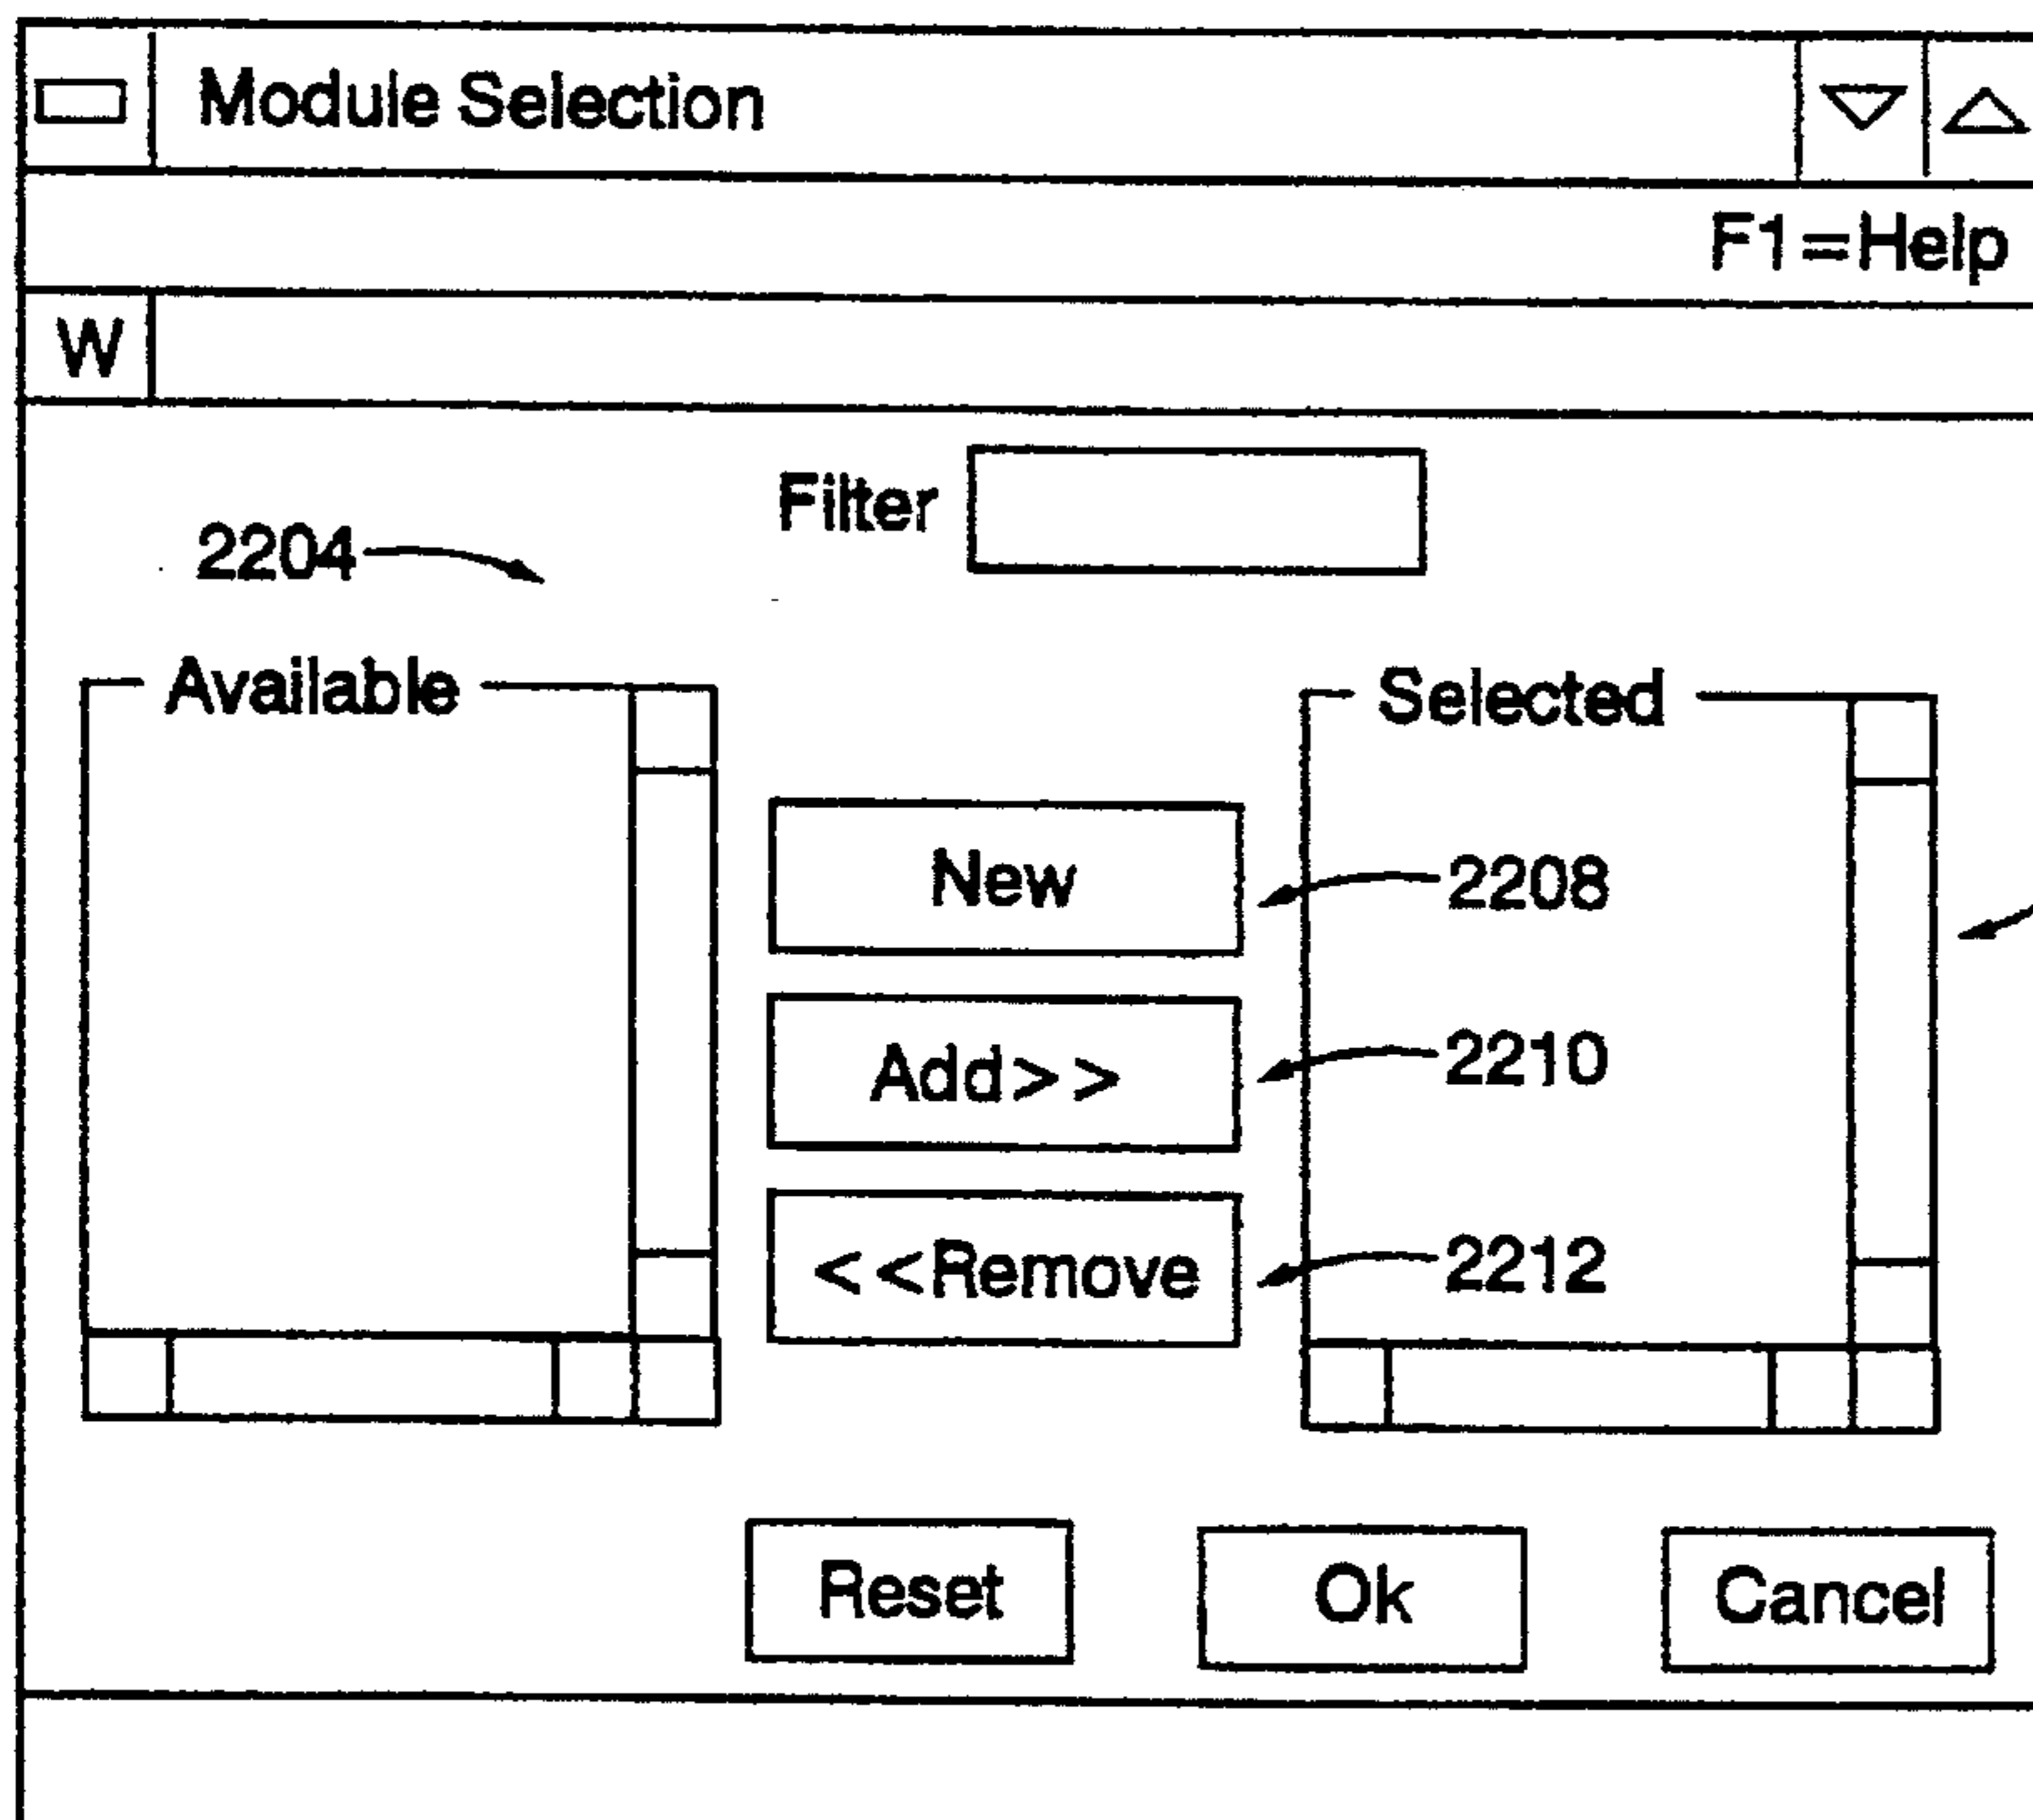 Module Selection
F1=Help
W
Filter
2204
Available
Selected
New
2208
Add>>
2210
<<Remove
2212
Reset
Ok
Cancel